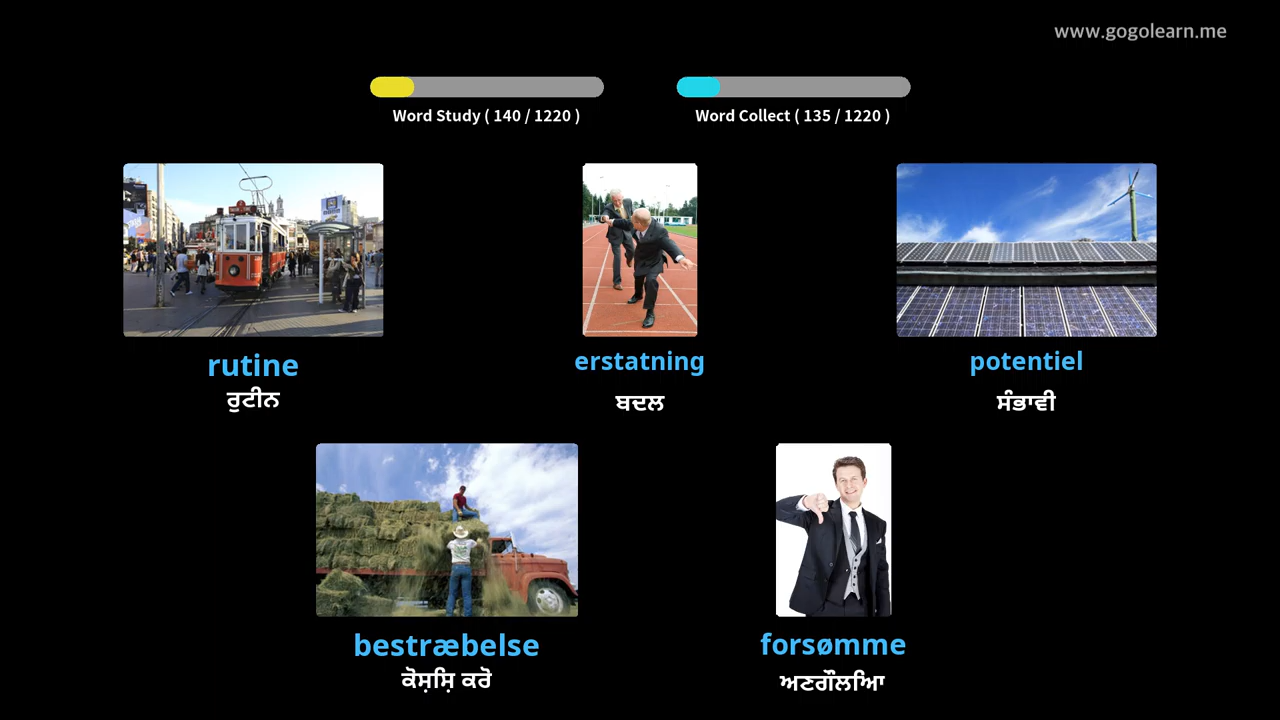 www.gogolearn.me
Word Study ( 140 / 1220 )
Word Collect ( 135 / 1220 )
rutine
ਰੁਟੀਨ
erstatning
ਬਦਲ
potentiel
ਸੰਭਾਵੀ
bestræbelse
ਕੋਸ਼ਿਸ਼ ਕਰੋ
forsømme
ਅਣਗੌਲਿਆ